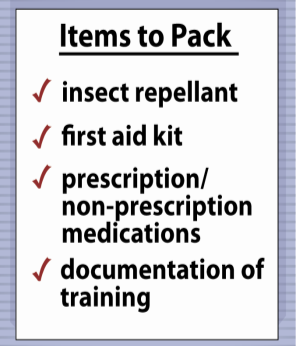 Items to Pack
insect repellant
first aid kit
prescription/
non-prescription
medications
documentation of
training